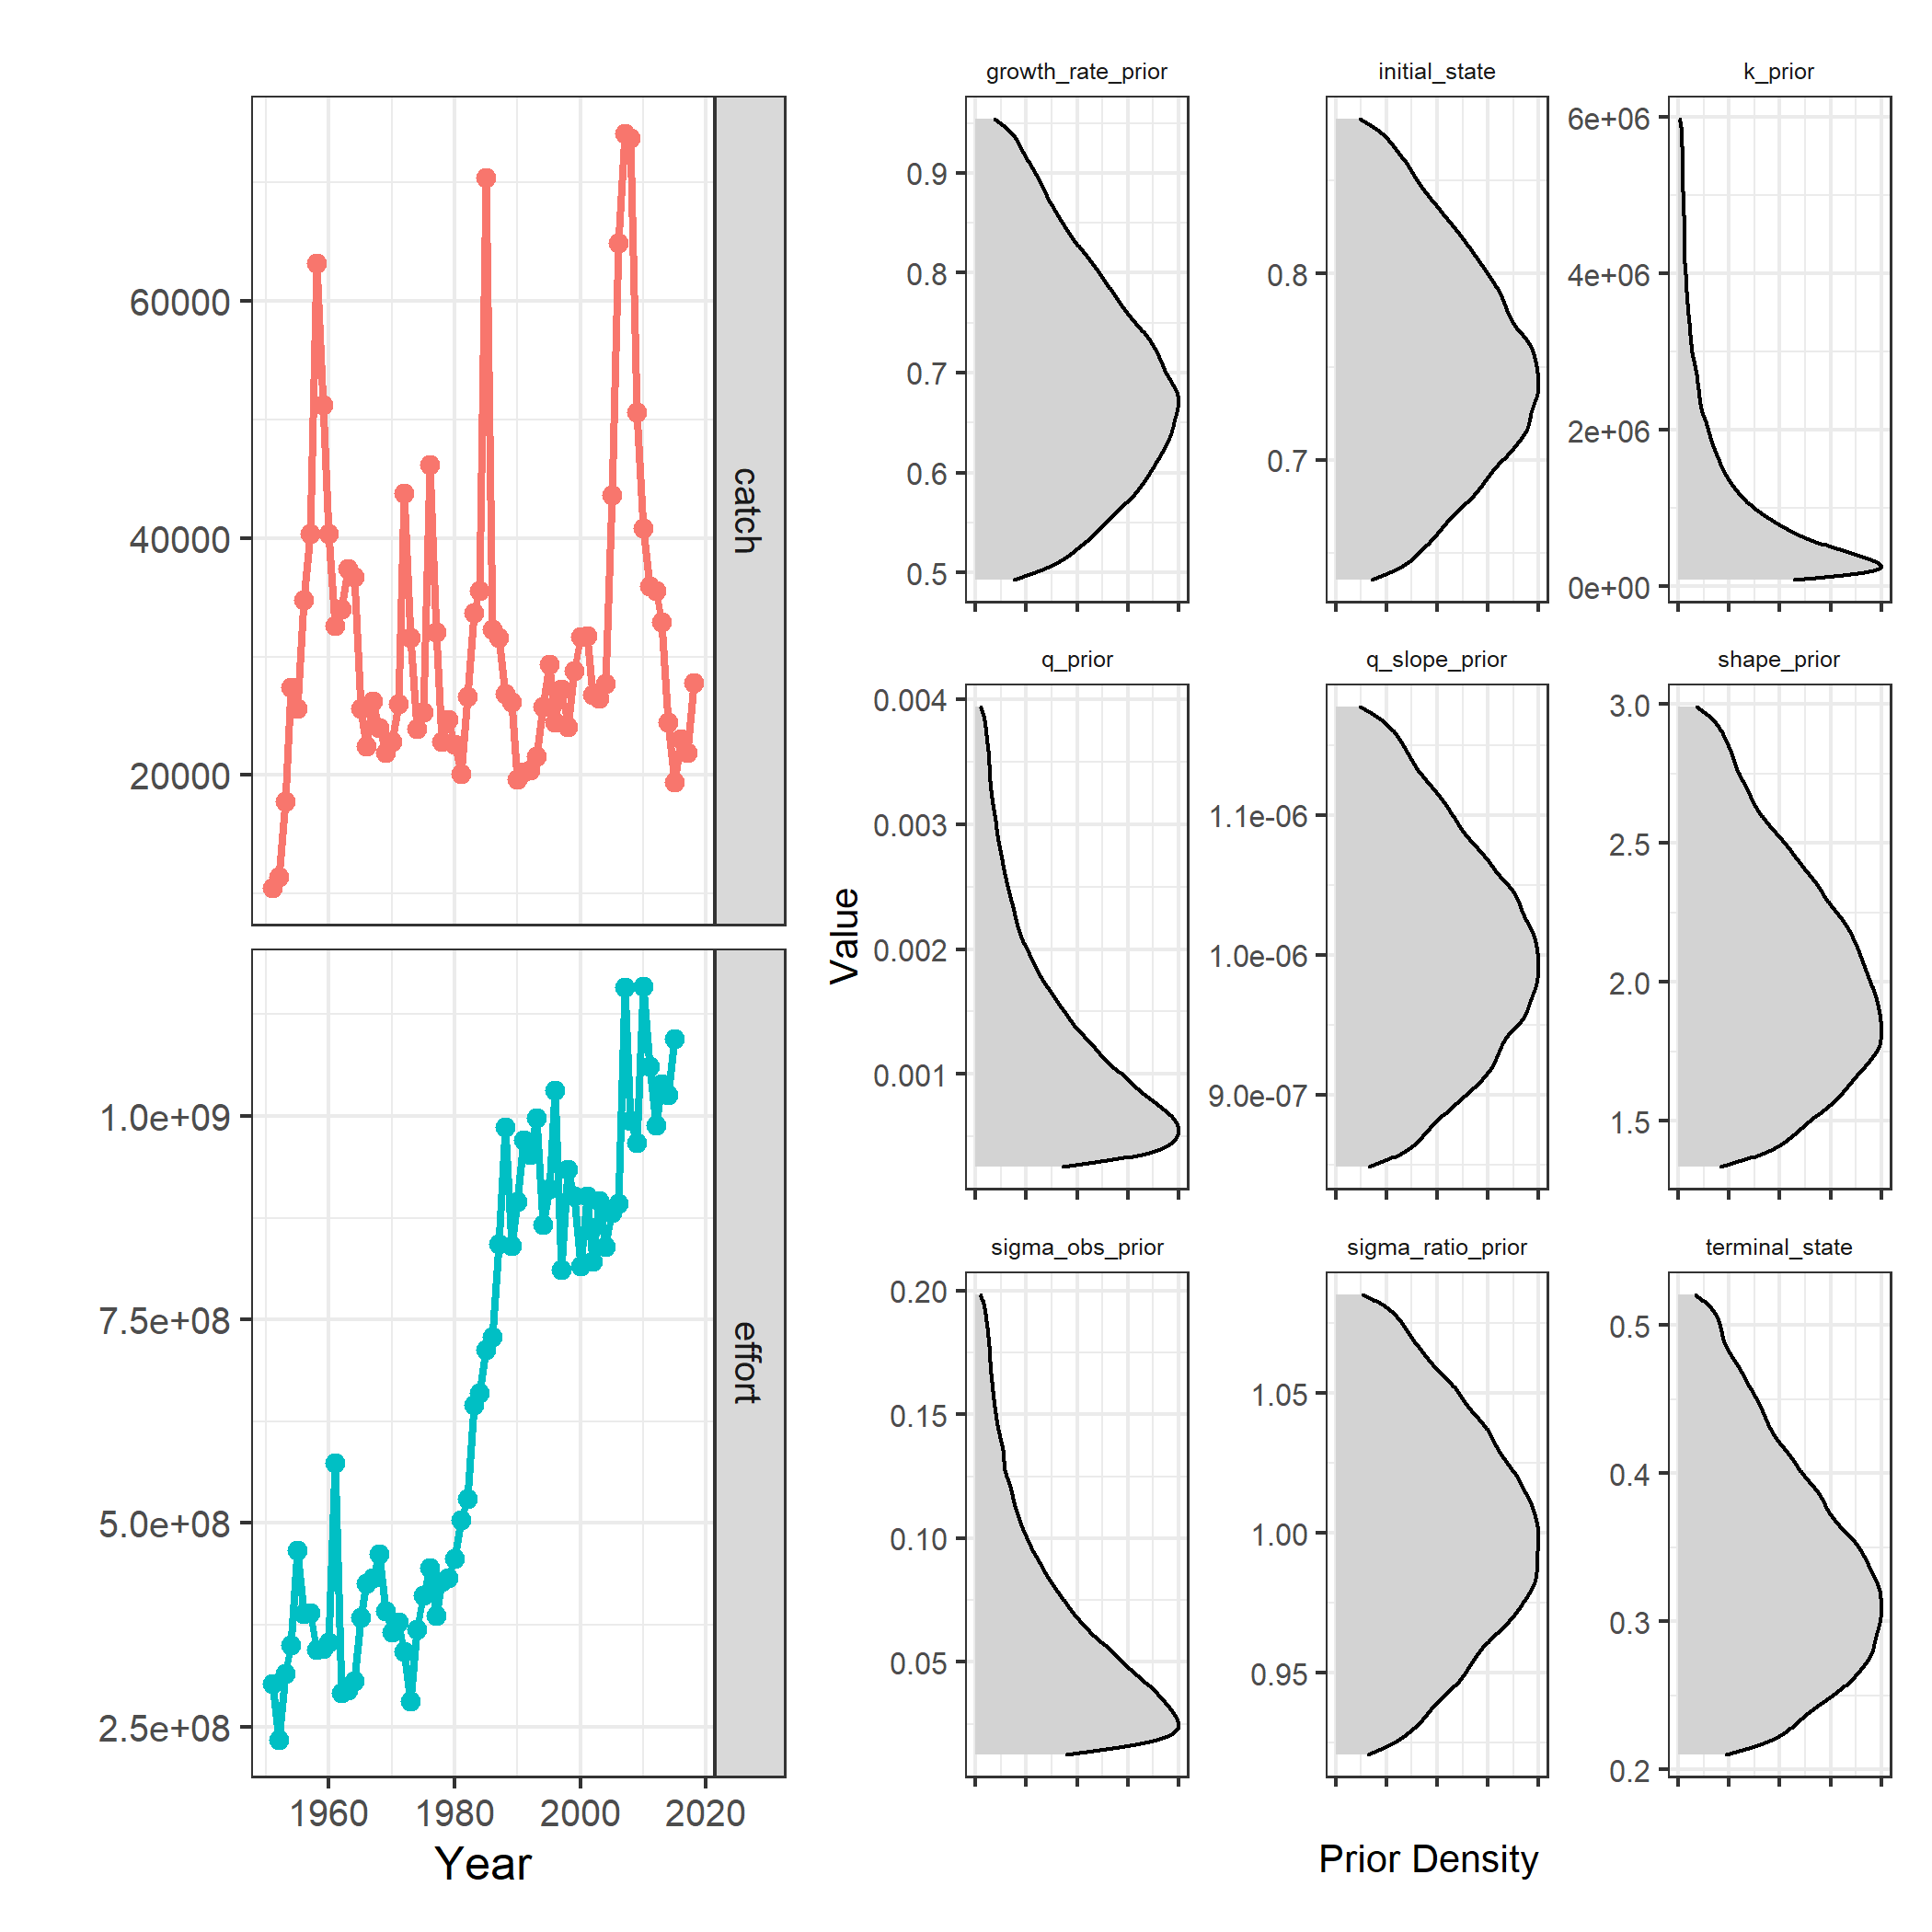 60000
40000
20000
catch
1.0e+09
7.5e+08
5.0e+08
2.5e+08
effort
1960 1980 2000 2020
Year
Value
growth_rate_prior
0.9
0.8
0.7
0.6
0.5
initial_state
0.8
0.7
k_prior
6e+06
4e+06
2e+06
0e+00
q_prior
0.004
0.003
0.002
0.001
q_slope_prior
1.1e-06
1.0e-06
9.0e-07
shape_prior
3.0
2.5
2.0
1.5
sigma_obs_prior
0.20
0.15
0.10
0.05
sigma_ratio_prior
1.05
1.00
0.95
terminal_state
0.5
0.4
0.3
0.2
Prior Density